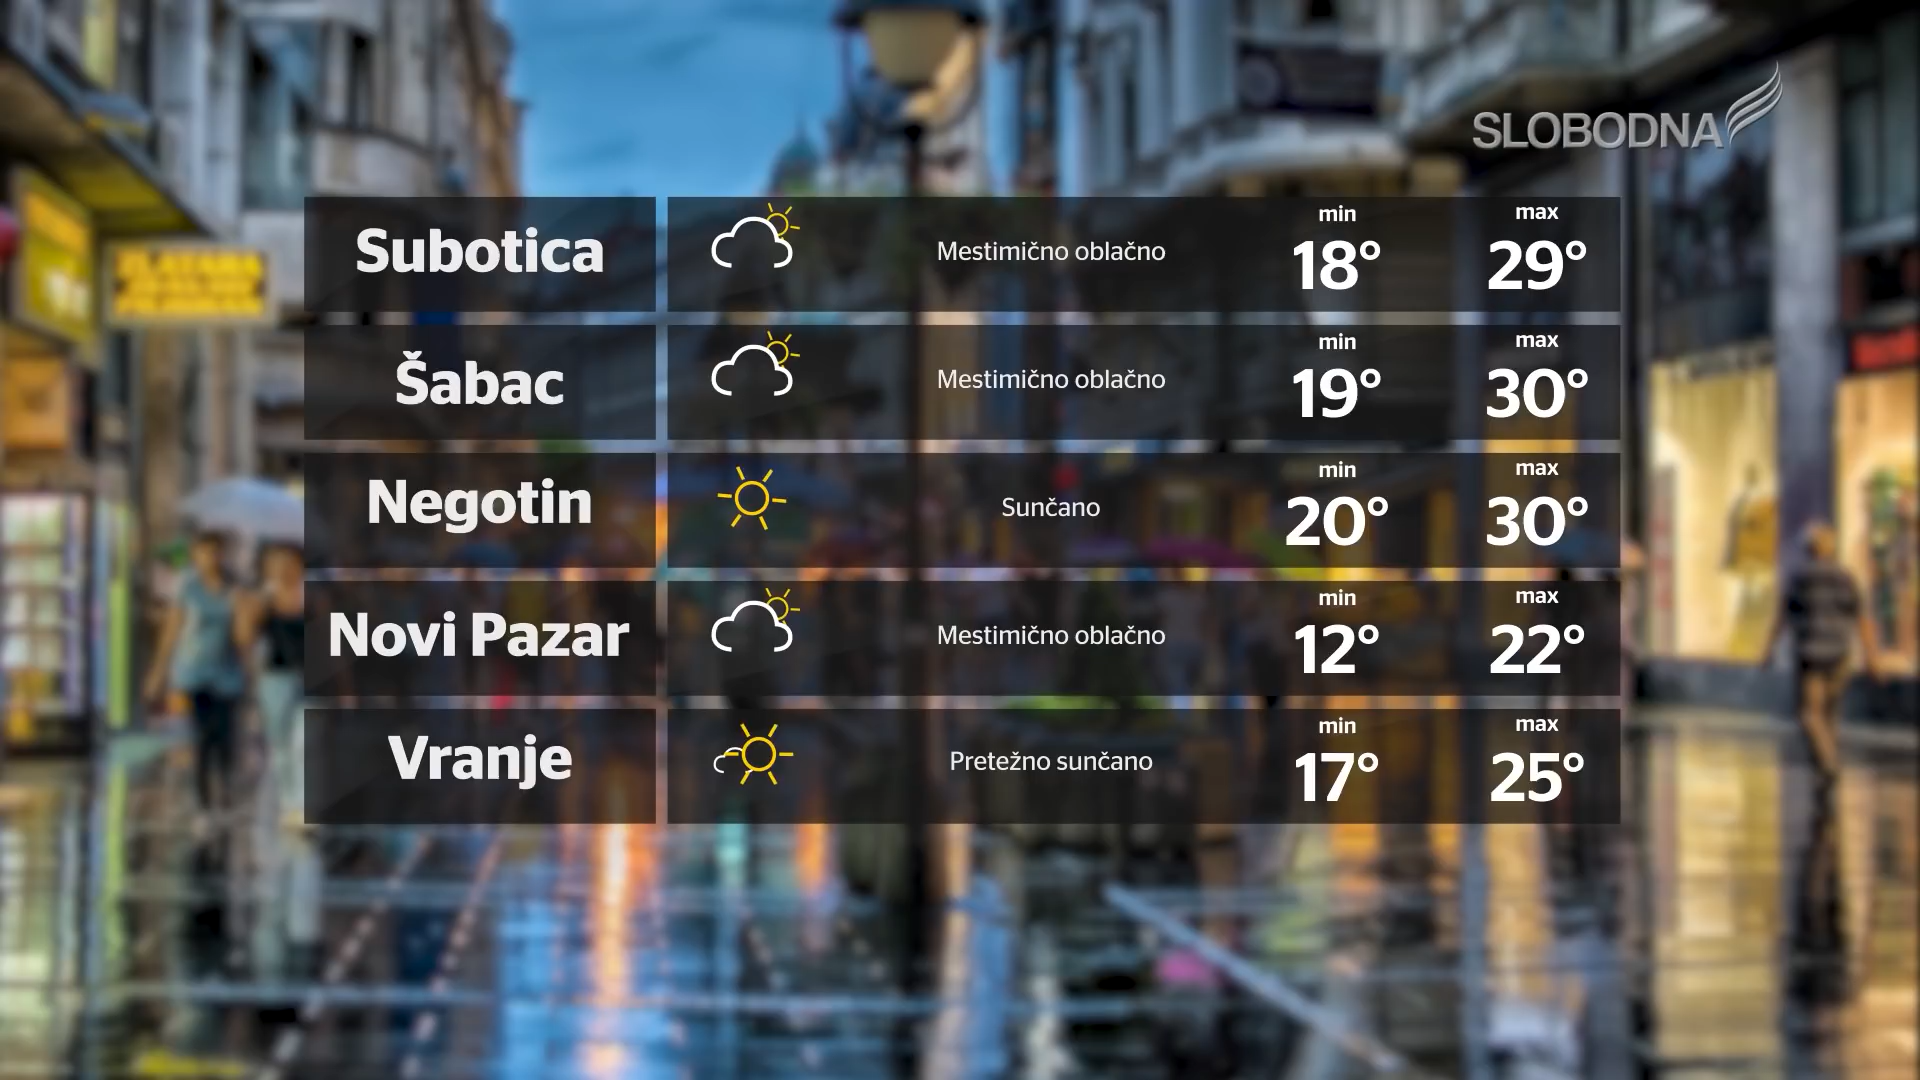 SLOBODNA
Subotica
Mestimično oblačno
min
18°
max
29°
Šabac
Mestimično oblačno
min
19°
max
30°
Negotin
Sunčano
min
20°
max
30°
Novi Pazar
Mestimično oblačno
min
12°
max
22°
Vranje
Pretežno sunčano
min
17°
max
25°
ZLATARA